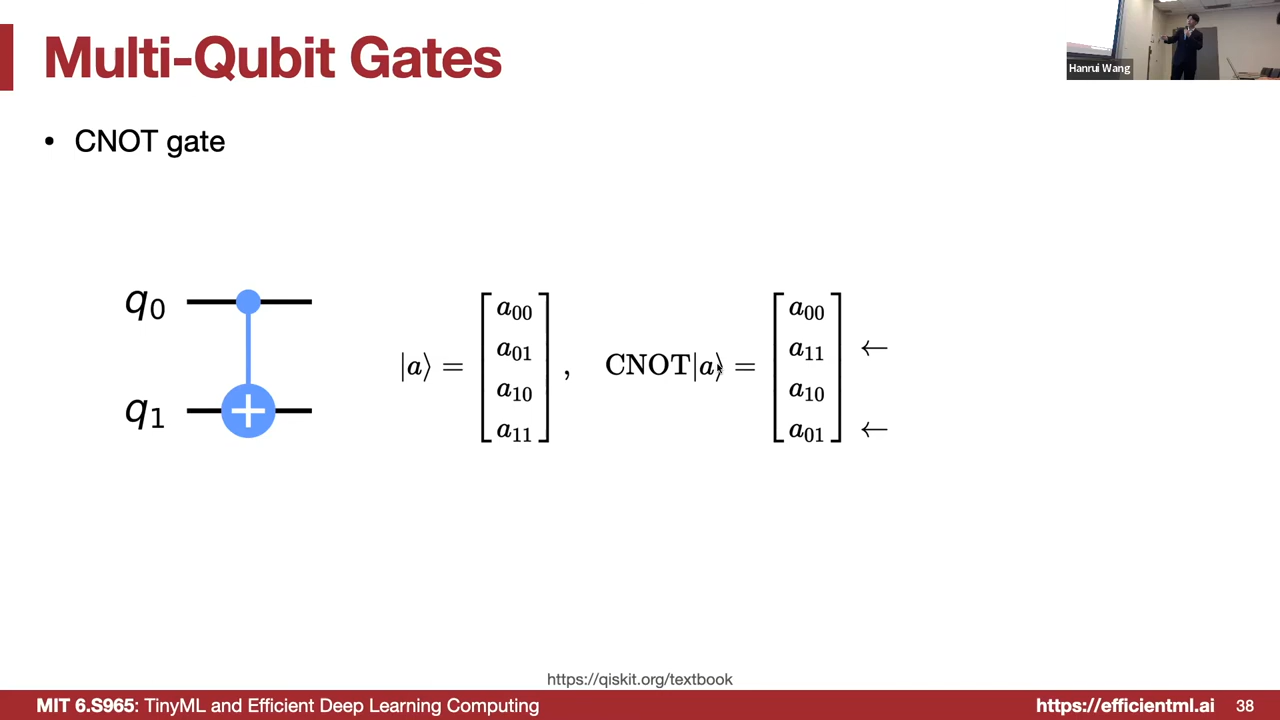 Multi-Qubit Gates
Hanrui Wang
• CNOT gate
q₀
q₁
|a⟩ = [a₀₀ a₀₁ a₁₀ a₁₁], CNOT|a⟩ = [a₀₀ a₁₁ a₁₀ a₀₁] ← ←
https://qiskit.org/textbook
MIT 6.S965: TinyML and Efficient Deep Learning Computing
https://efficientml.ai 38